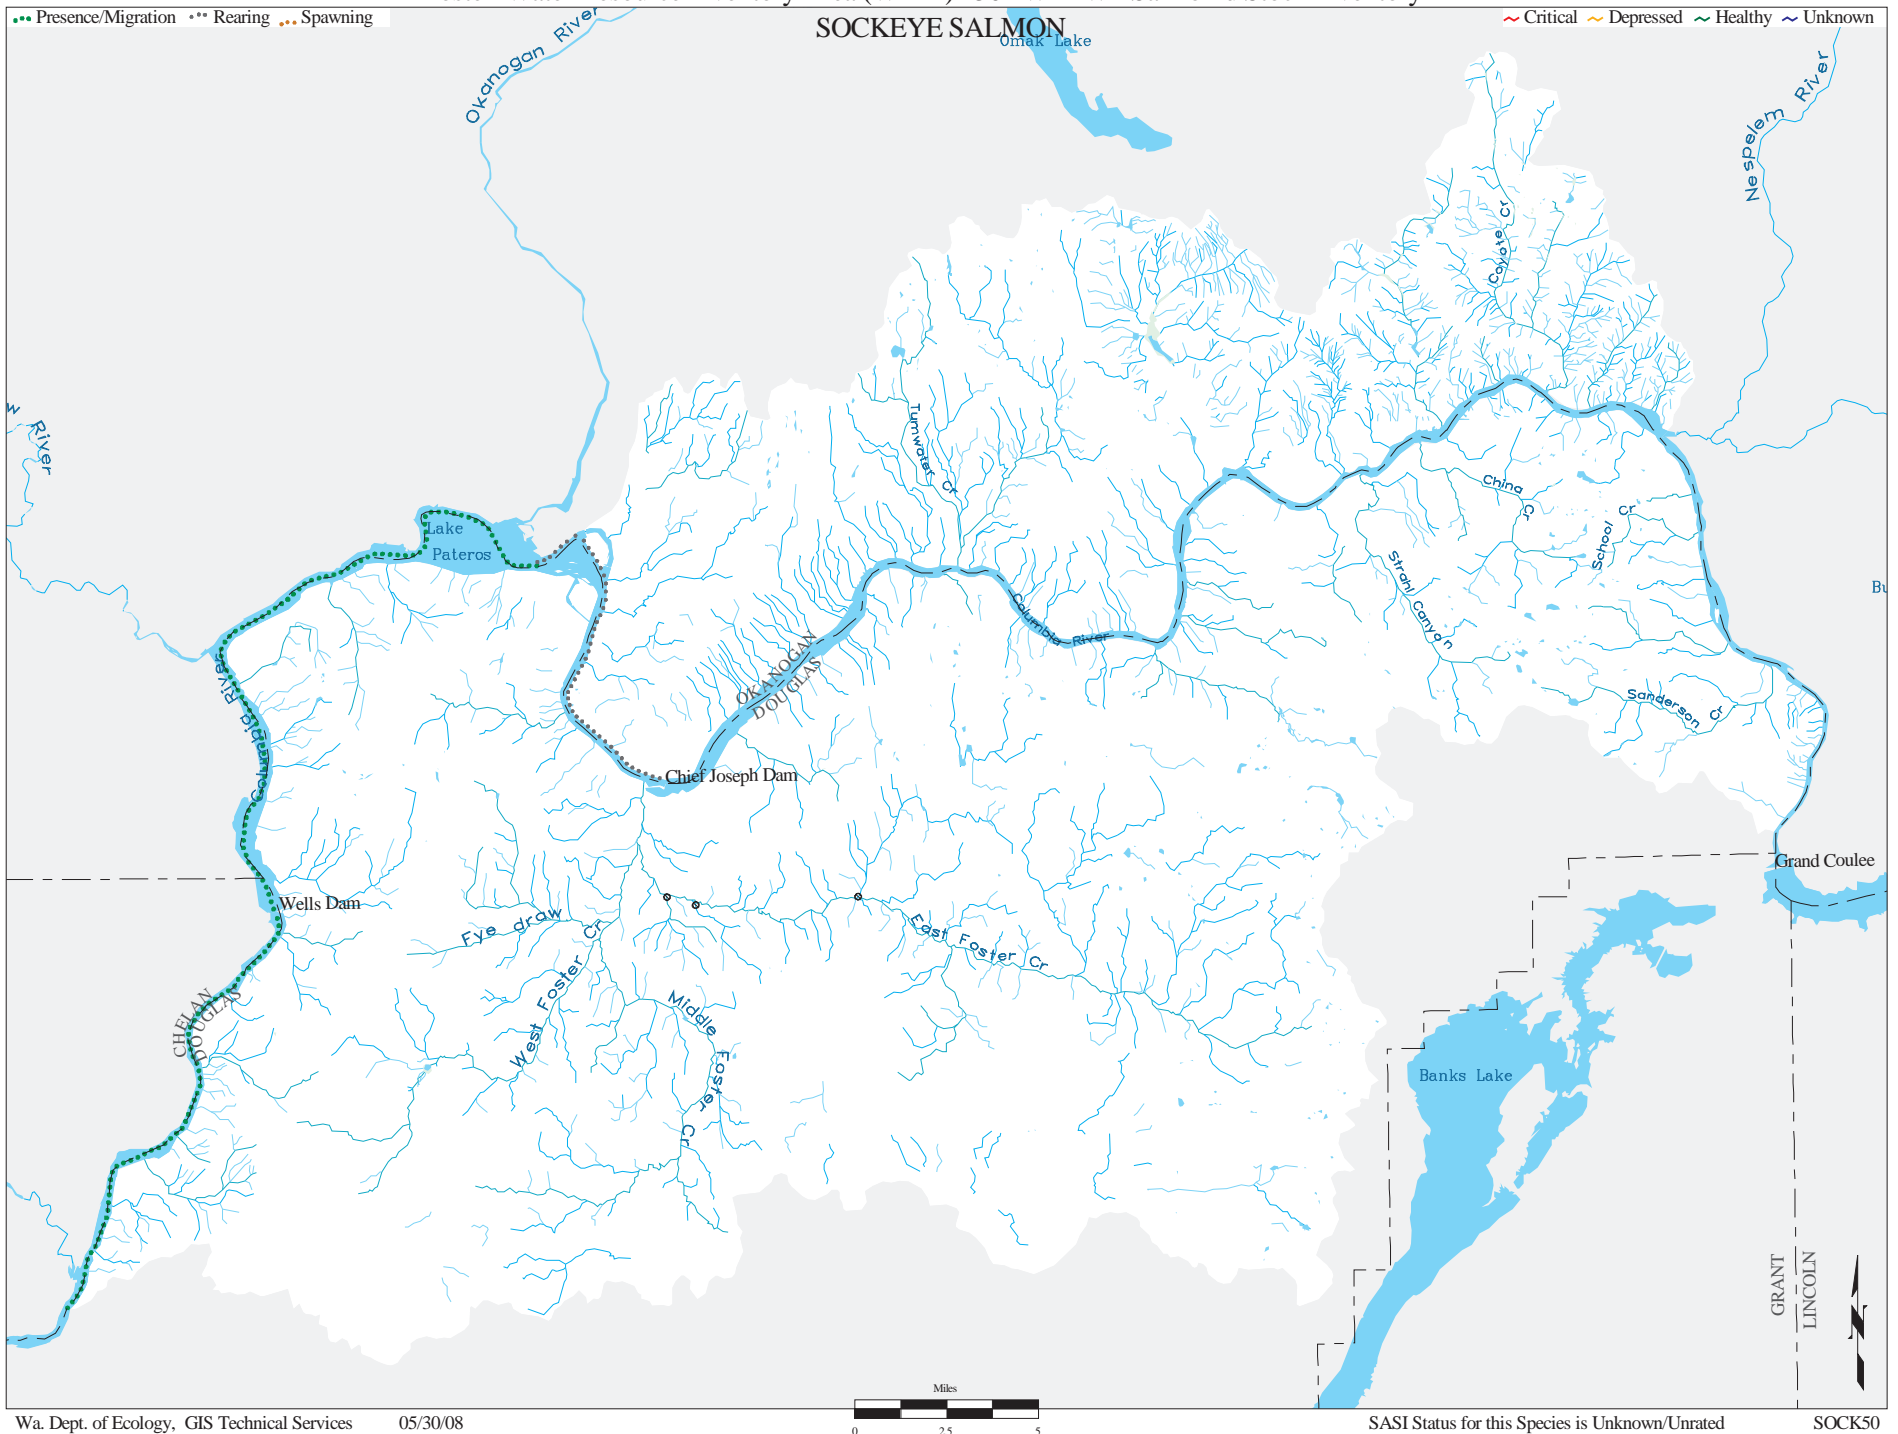 Presence/Migration Rearing Spawning
SOCKEYE SALMON
Critical Depressed Healthy Unknown
Okanogan River
Omak Lake
Nespelem River
Coyote Cr
Tumwater Cr
w River
China Cr
School Cr
Lake
Pateros
Strahl Canyon
Columbia River
OKANOGAN
DOUGLAS
Columbia River
Sanderson Cr
Chief Joseph Dam
Grand Coulee
Wells Dam
Fye draw
East Foster Cr
West Foster Cr
Middle Foster Cr
CHELAN
DOUGLAS
Banks Lake
GRANT
LINCOLN
N
Miles
0 2.5 5
Wa. Dept. of Ecology, GIS Technical Services 05/30/08
SASI Status for this Species is Unknown/Unrated SOCK50